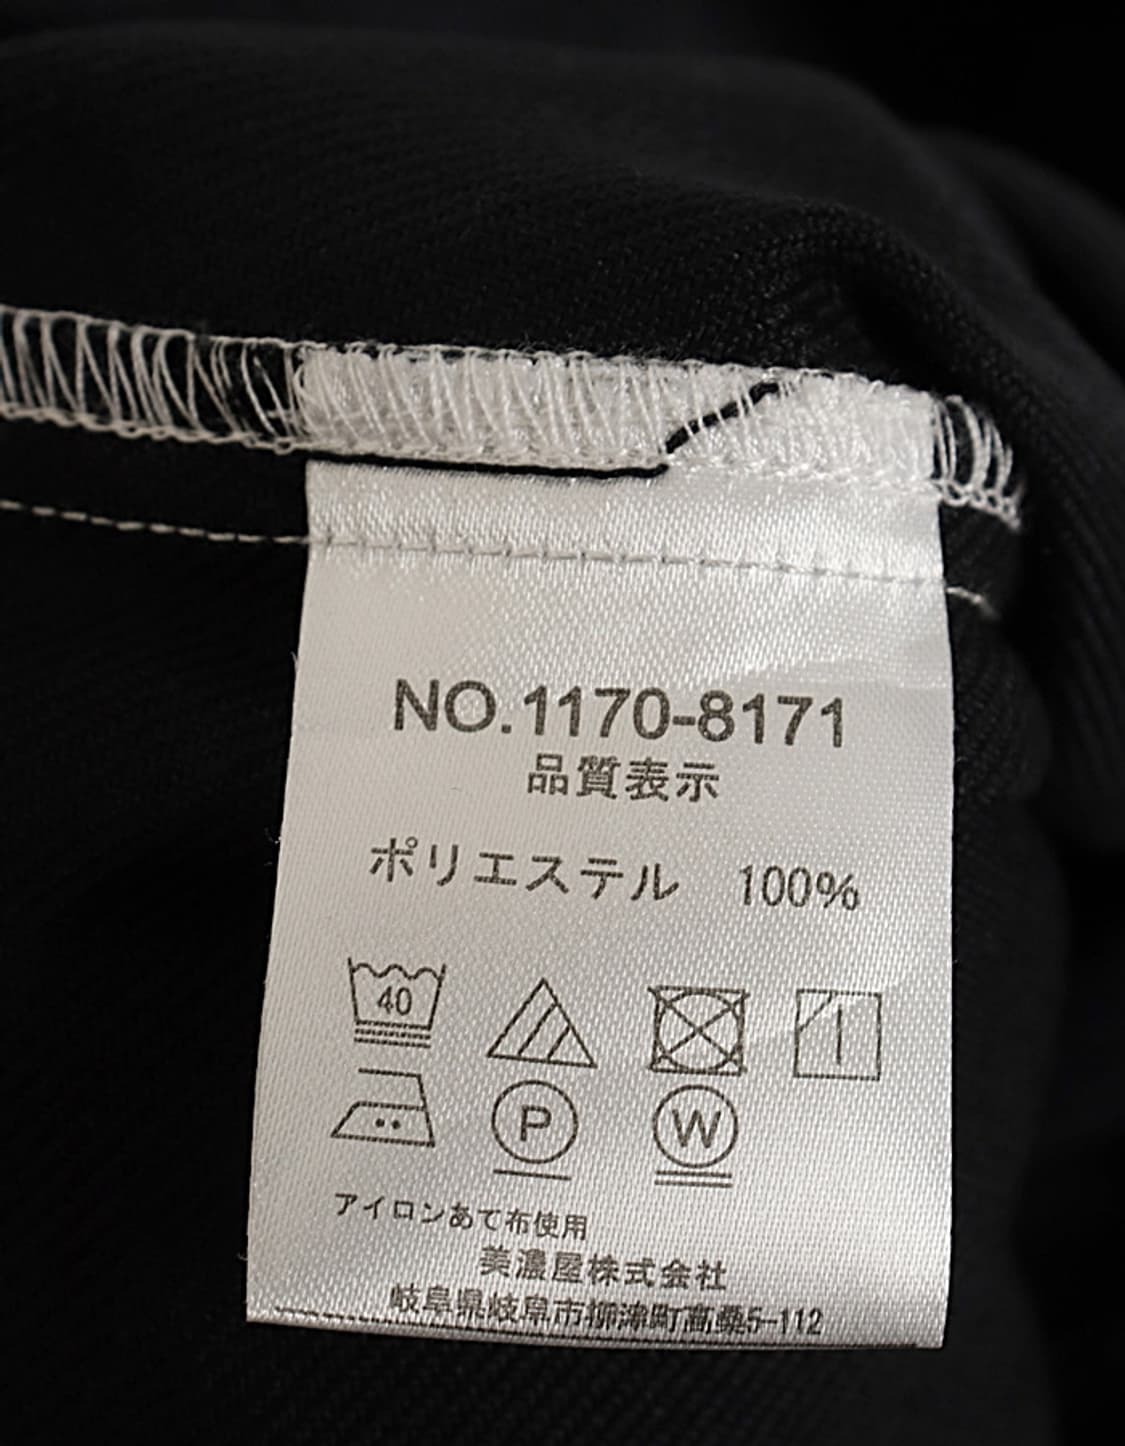 NO.1170-8171
品質表示
ポリエステル 100%
40
P W
アイロンあて布使用
美濃屋株式会社
岐阜県岐阜市柳津町高桑5-112